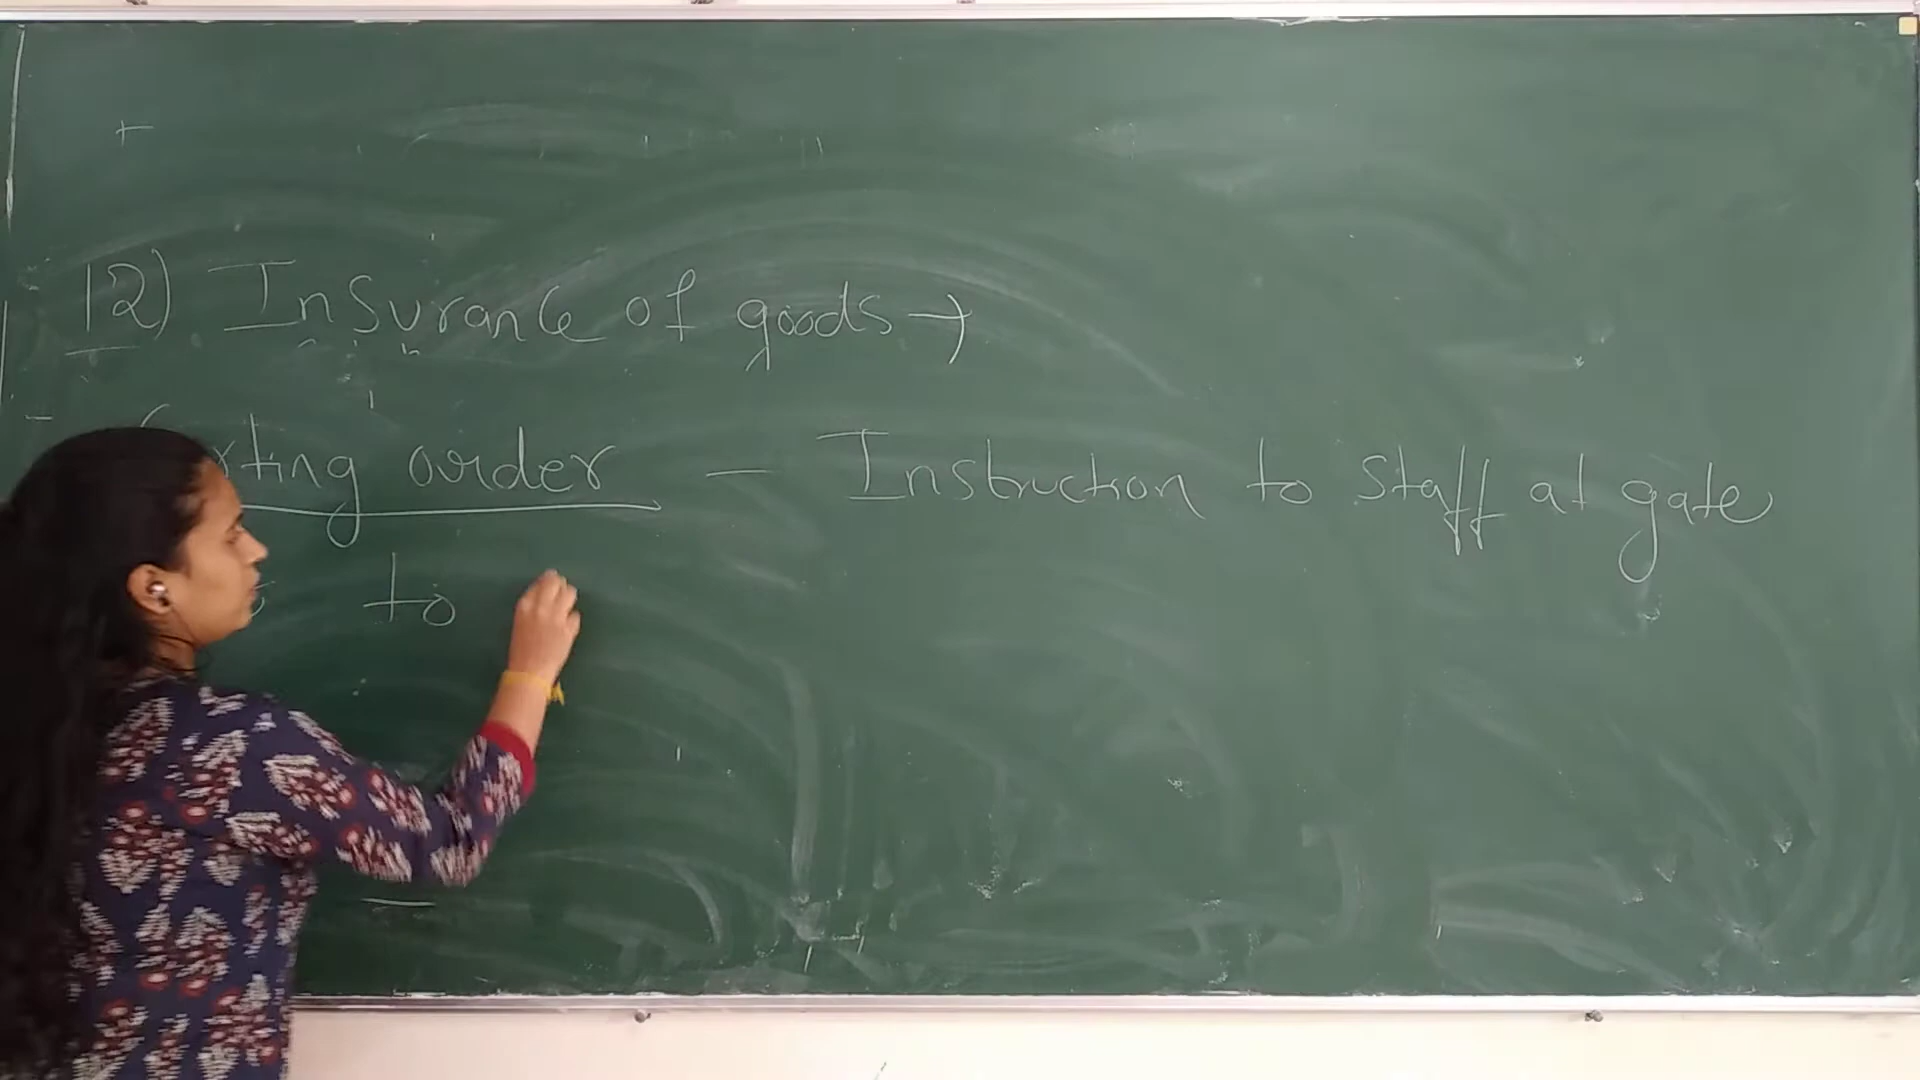 12) Insurance of goods →
order - Instruction to Staff at gate
to